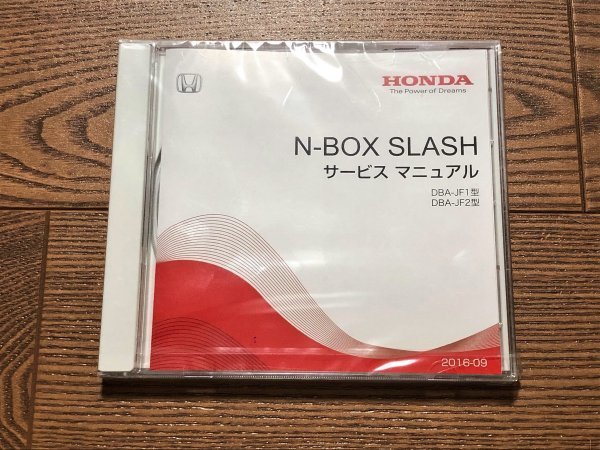 HONDA
The Power of Dreams
N-BOX SLASH
サービス マニュアル
DBA-JF1型
DBA-JF2型
2016-09